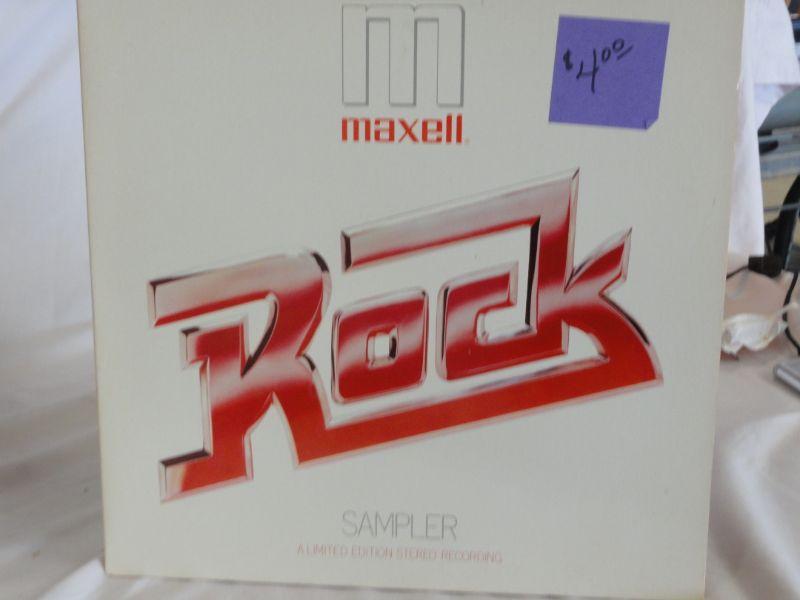 m
maxell
$4.00
Rock
SAMPLER
A LIMITED EDITION STEREO RECORDING